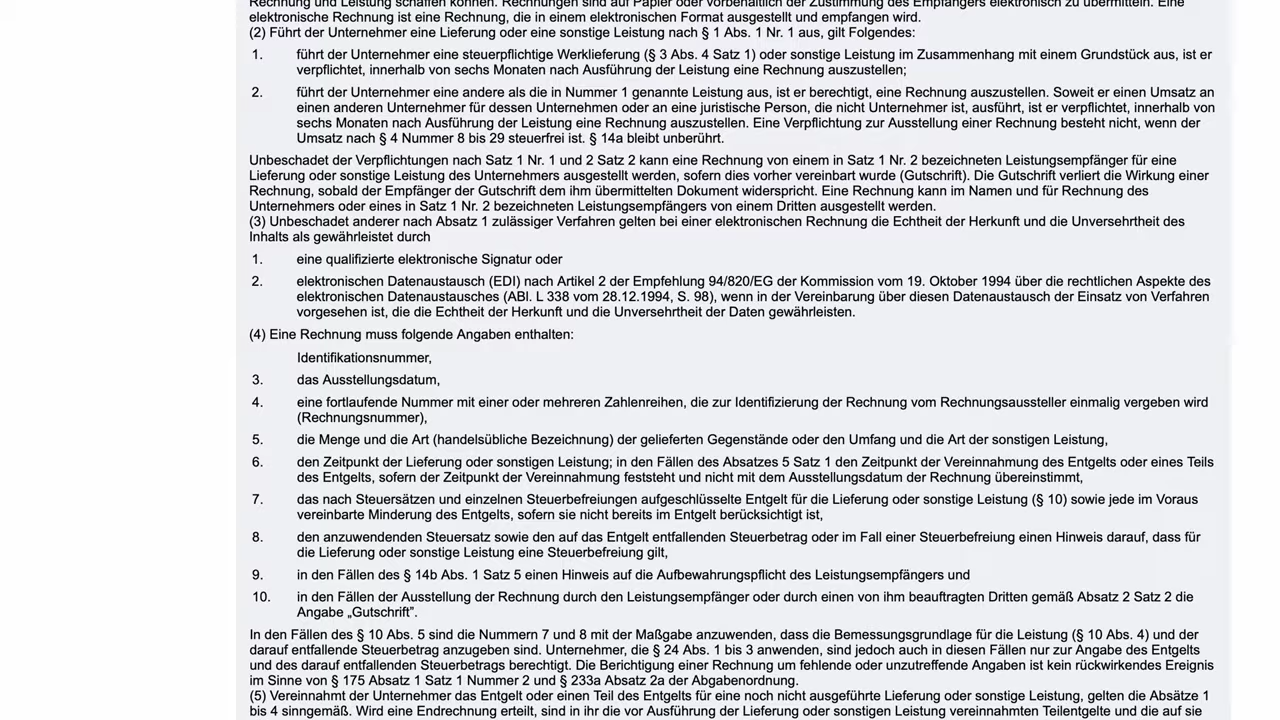 Rechnung und Leistung schaffen können. Rechnungen sind auf Papier oder vorbehaltlich der Zustimmung des Empfängers elektronisch zu übermitteln. Eine
elektronische Rechnung ist eine Rechnung, die in einem elektronischen Format ausgestellt und empfangen wird.
(2) Führt der Unternehmer eine Lieferung oder eine sonstige Leistung nach § 1 Abs. 1 Nr. 1 aus, gilt Folgendes:
1. führt der Unternehmer eine steuerpflichtige Werklieferung (§ 3 Abs. 4 Satz 1) oder sonstige Leistung im Zusammenhang mit einem Grundstück aus, ist er
verpflichtet, innerhalb von sechs Monaten nach Ausführung der Leistung eine Rechnung auszustellen;
2. führt der Unternehmer eine andere als die in Nummer 1 genannte Leistung aus, ist er berechtigt, eine Rechnung auszustellen. Soweit er einen Umsatz an
einen anderen Unternehmer für dessen Unternehmen oder an eine juristische Person, die nicht Unternehmer ist, ausführt, ist er verpflichtet, innerhalb von
sechs Monaten nach Ausführung der Leistung eine Rechnung auszustellen. Eine Verpflichtung zur Ausstellung einer Rechnung besteht nicht, wenn der
Umsatz nach § 4 Nummer 8 bis 29 steuerfrei ist. § 14a bleibt unberührt.
Unbeschadet der Verpflichtungen nach Satz 1 Nr. 1 und 2 Satz 2 kann eine Rechnung von einem in Satz 1 Nr. 2 bezeichneten Leistungsempfänger für eine
Lieferung oder sonstige Leistung des Unternehmers ausgestellt werden, sofern dies vorher vereinbart wurde (Gutschrift). Die Gutschrift verliert die Wirkung einer
Rechnung, sobald der Empfänger der Gutschrift dem ihm übermittelten Dokument widerspricht. Eine Rechnung kann im Namen und für Rechnung des
Unternehmers oder eines in Satz 1 Nr. 2 bezeichneten Leistungsempfängers von einem Dritten ausgestellt werden.
(3) Unbeschadet anderer nach Absatz 1 zulässiger Verfahren gelten bei einer elektronischen Rechnung die Echtheit der Herkunft und die Unversehrtheit des
Inhalts als gewährleistet durch
1. eine qualifizierte elektronische Signatur oder
2. elektronischen Datenaustausch (EDI) nach Artikel 2 der Empfehlung 94/820/EG der Kommission vom 19. Oktober 1994 über die rechtlichen Aspekte des
elektronischen Datenaustausches (ABl. L 338 vom 28.12.1994, S. 98), wenn in der Vereinbarung über diesen Datenaustausch der Einsatz von Verfahren
vorgesehen ist, die die Echtheit der Herkunft und die Unversehrtheit der Daten gewährleisten.
(4) Eine Rechnung muss folgende Angaben enthalten:
Identifikationsnummer,
3. das Ausstellungsdatum,
4. eine fortlaufende Nummer mit einer oder mehreren Zahlenreihen, die zur Identifizierung der Rechnung vom Rechnungsaussteller einmalig vergeben wird
(Rechnungsnummer),
5. die Menge und die Art (handelsübliche Bezeichnung) der gelieferten Gegenstände oder den Umfang und die Art der sonstigen Leistung,
6. den Zeitpunkt der Lieferung oder sonstigen Leistung; in den Fällen des Absatzes 5 Satz 1 den Zeitpunkt der Vereinnahmung des Entgelts oder eines Teils
des Entgelts, sofern der Zeitpunkt der Vereinnahmung feststeht und nicht mit dem Ausstellungsdatum der Rechnung übereinstimmt,
7. das nach Steuersätzen und einzelnen Steuerbefreiungen aufgeschlüsselte Entgelt für die Lieferung oder sonstige Leistung (§ 10) sowie jede im Voraus
vereinbarte Minderung des Entgelts, sofern sie nicht bereits im Entgelt berücksichtigt ist,
8. den anzuwendenden Steuersatz sowie den auf das Entgelt entfallenden Steuerbetrag oder im Fall einer Steuerbefreiung einen Hinweis darauf, dass für
die Lieferung oder sonstige Leistung eine Steuerbefreiung gilt,
9. in den Fällen des § 14b Abs. 1 Satz 5 einen Hinweis auf die Aufbewahrungspflicht des Leistungsempfängers und
10. in den Fällen der Ausstellung der Rechnung durch den Leistungsempfänger oder durch einen von ihm beauftragten Dritten gemäß Absatz 2 Satz 2 die
Angabe „Gutschrift”.
In den Fällen des § 10 Abs. 5 sind die Nummern 7 und 8 mit der Maßgabe anzuwenden, dass die Bemessungsgrundlage für die Leistung (§ 10 Abs. 4) und der
darauf entfallende Steuerbetrag anzugeben sind. Unternehmer, die § 24 Abs. 1 bis 3 anwenden, sind jedoch auch in diesen Fällen nur zur Angabe des Entgelts
und des darauf entfallenden Steuerbetrags berechtigt. Die Berichtigung einer Rechnung um fehlende oder unzutreffende Angaben ist kein rückwirkendes Ereignis
im Sinne von § 175 Absatz 1 Satz 1 Nummer 2 und § 233a Absatz 2a der Abgabenordnung.
(5) Vereinnahmt der Unternehmer das Entgelt oder einen Teil des Entgelts für eine noch nicht ausgeführte Lieferung oder sonstige Leistung, gelten die Absätze 1
bis 4 sinngemäß. Wird eine Endrechnung erteilt, sind in ihr die vor Ausführung der Lieferung oder sonstigen Leistung vereinnahmten Teilentgelte und die auf sie